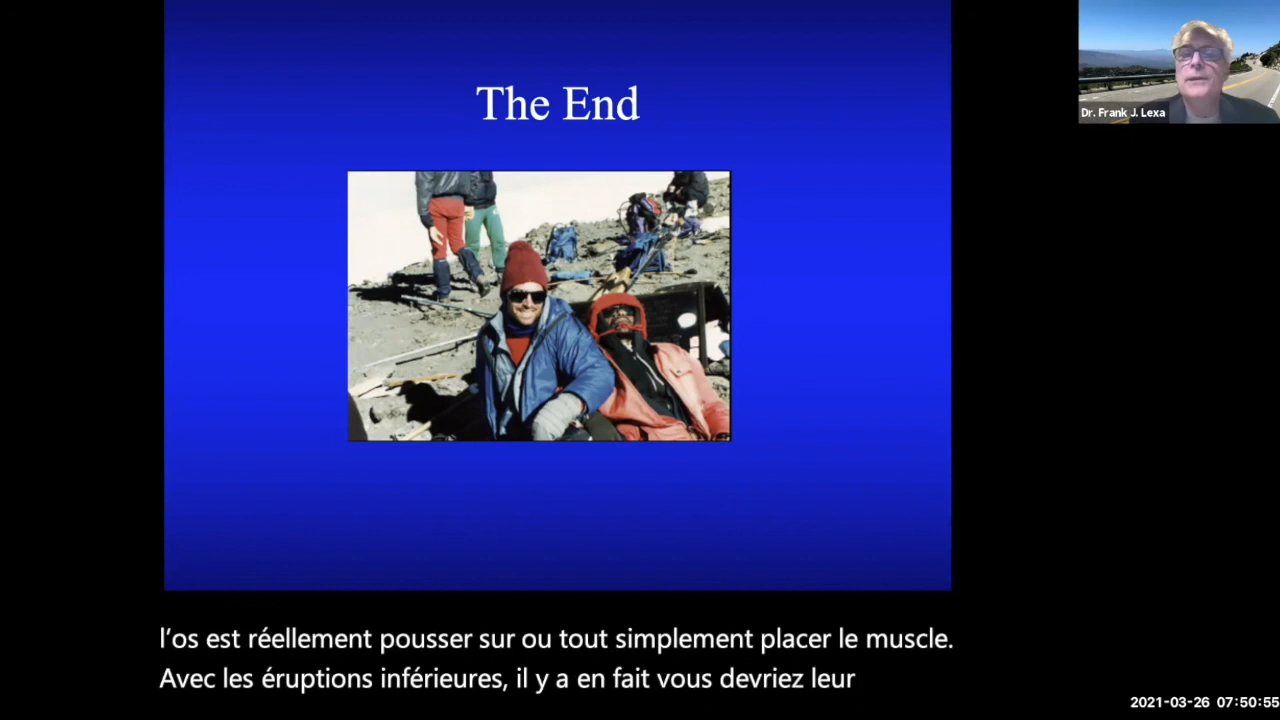 The End
Dr. Frank J. Lexa
l'os est réellement pousser sur ou tout simplement placer le muscle.
Avec les éruptions inférieures, il y a en fait vous devriez leur
2021-03-26 07:50:55